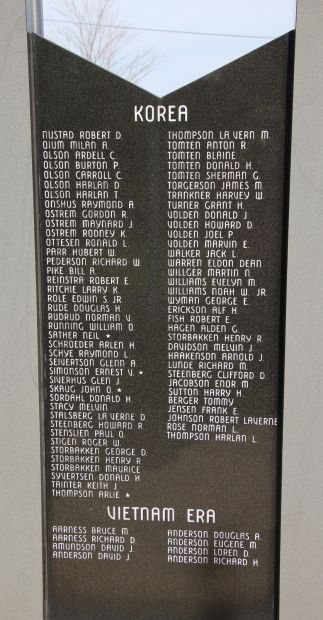 KOREA
NUSTAD ROBERT D.
OIUM MILAN A.
OLSON ARDELL C.
OLSON BURTON P.
OLSON CARROLL C.
OLSON HARLAN D.
OLSON HARLAN T.
ONSHUS RAYMOND A.
OSTREM GORDON R.
OSTREM MAYNARD J.
OSTREM RODNEY K.
OTTESEN RONALD L.
PARR HUBERT W.
PEDERSON RICHARD W.
PIKE BILL A.
REINSTRA ROBERT E.
RITCHIE LARRY K.
ROLE EDWIN S. JR.
RUDE DOUGLAS H.
RUDRUD NORMAN V.
RUNNING WILLIAM O.
SATHER NEIL ★
SCHROEDER ARLEN H.
SCHYE RAYMOND L.
SEIVERTSON GLENN A.
SIMONSON ERNEST V. ★
SIVERHUS GLEN J.
SKAUG JOHN O. ★
SORDAHL DONALD H.
STACY MELVIN
STALSBERG LA VERNE D.
STEENBERG HOWARD R.
STENSLIEN PAUL O.
STIGEN ROGER W.
STORBAKKEN GEORGE D.
STORBAKKEN HENRY R.
STORBAKKEN MAURICE
SYVERTSEN DONALD H.
TAINTER KEITH J.
THOMPSON ARLIE ★
THOMPSON LA VERN M.
TOMTEN ANTON R.
TOMTEN BLAINE
TOMTEN DONALD H.
TOMTEN SHERMAN G.
TORGERSON JAMES M.
TRANKNER HARVEY W.
TURNER GRANT H.
VOLDEN DONALD J.
VOLDEN HOWARD D.
VOLDEN JOEL P.
VOLDEN MARVIN E.
WALKER JACK L.
WARREN ELDON DEAN
WILLGER MARTIN N.
WILLIAMS EVELYN M.
WILLIAMS NOAH W. JR.
WYMAN GEORGE E.
ERICKSON ALF H.
FISH ROBERT E.
HAGEN ALDEN G.
STORBAKKEN HENRY R.
DAVIDSON MELVIN J.
HAAKENSON ARNOLD J.
LUNDE RICHARD M.
STEENBERG CLIFFORD D.
JACOBSON ENOR M.
SUTTON HARRY H.
BERGER TOMMY
JENSEN FRANK E.
JOHNSON ROBERT LAVERNE
ROSE NORMAN L.
THOMPSON HARLAN L.
VIETNAM ERA
AARNESS BRUCE M.
AARNESS RICHARD D.
AMUNDSON DAVID J.
ANDERSON DAVID J.
ANDERSON DOUGLAS A.
ANDERSON EUGENE M.
ANDERSON LOREN D.
ANDERSON RICHARD H.